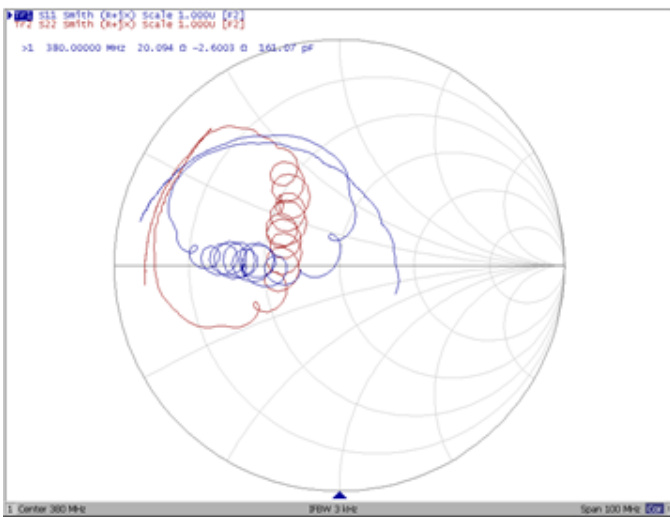 Tr1 S11 Smith (R+jX) Scale 1.000U [F2]
Tr2 S22 Smith (R+jX) Scale 1.000U [F2]
>1 380.00000 MHz 20.094 Ω -2.6003 Ω 161.07 pF
1 Center 380 MHz IFBW 3 kHz Span 100 MHz Cor